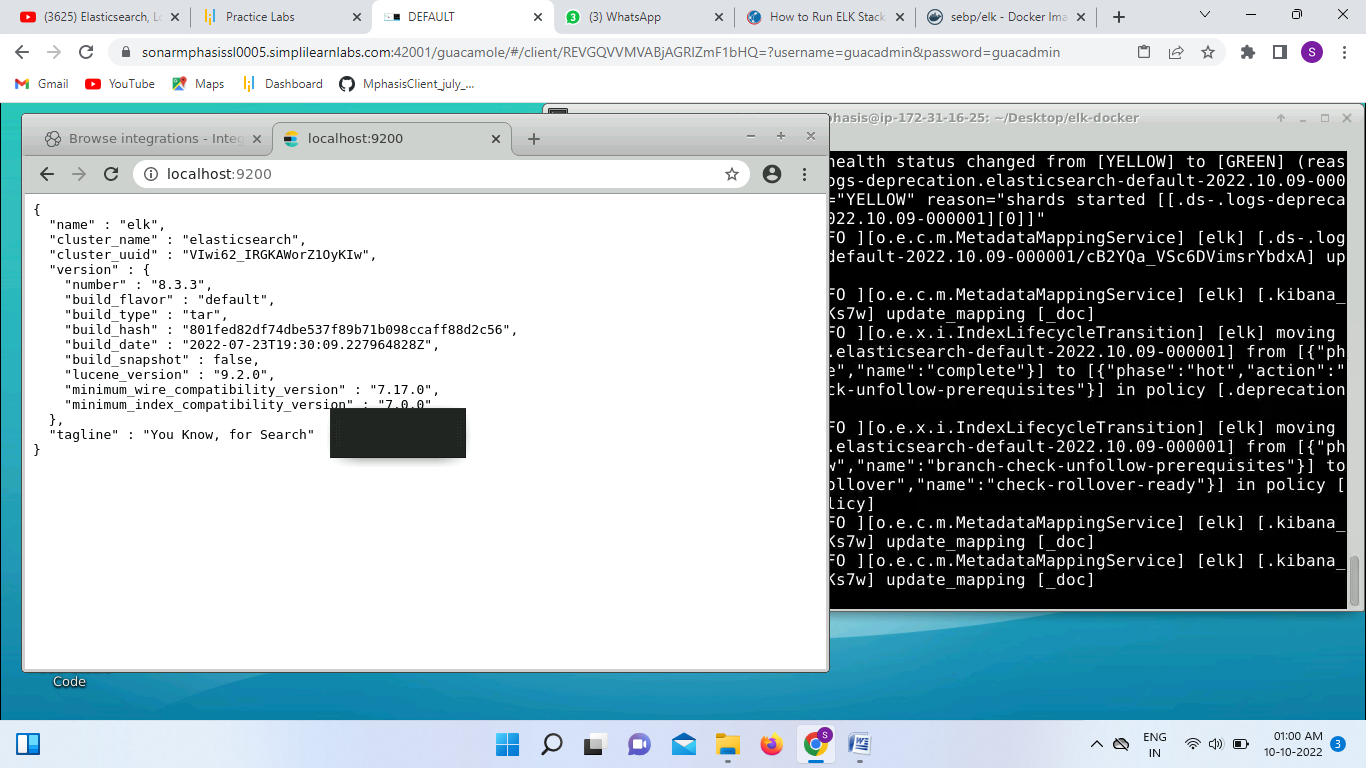 (3625) Elasticsearch, Lo
Practice Labs
DEFAULT
(3) WhatsApp
How to Run ELK Stack
sebp/elk - Docker Ima
sonarmphasissl0005.simplilearnlabs.com:42001/guacamole/#/client/REVGQVVMVABjAGRlZmF1bHQ=?username=guacadmin&password=guacadmin
S
Gmail
YouTube
Maps
Dashboard
MphasisClient_july_...
phasis@ip-172-31-16-25: ~/Desktop/elk-docker
Browse integrations - Integ
localhost:9200
localhost:9200
{
"name" : "elk",
"cluster_name" : "elasticsearch",
"cluster_uuid" : "VIwi62_IRGKAWorZ1OyKIw",
"version" : {
"number" : "8.3.3",
"build_flavor" : "default",
"build_type" : "tar",
"build_hash" : "801fed82df74dbe537f89b71b098ccaff88d2c56",
"build_date" : "2022-07-23T19:30:09.227964828Z",
"build_snapshot" : false,
"lucene_version" : "9.2.0",
"minimum_wire_compatibility_version" : "7.17.0",
"minimum_index_compatibility_version" : "7.0.0"
},
"tagline" : "You Know, for Search"
}
health status changed from [YELLOW] to [GREEN] (reas
ogs-deprecation.elasticsearch-default-2022.10.09-000
="YELLOW" reason="shards started [[.ds-.logs-depreca
022.10.09-000001][0]]"
FO ][o.e.c.m.MetadataMappingService] [elk] [.ds-.log
default-2022.10.09-000001/cB2YQa_VSc6DVimsrYbdxA] up
FO ][o.e.c.m.MetadataMappingService] [elk] [.kibana_
Ks7w] update_mapping [_doc]
FO ][o.e.x.i.IndexLifecycleTransition] [elk] moving
.elasticsearch-default-2022.10.09-000001] from [{"ph
e","name":"complete"}] to [{"phase":"hot","action":"
ck-unfollow-prerequisites"}] in policy [.deprecation
FO ][o.e.x.i.IndexLifecycleTransition] [elk] moving
.elasticsearch-default-2022.10.09-000001] from [{"ph
w","name":"branch-check-unfollow-prerequisites"}] to
ollover","name":"check-rollover-ready"}] in policy [
licy]
FO ][o.e.c.m.MetadataMappingService] [elk] [.kibana_
Ks7w] update_mapping [_doc]
FO ][o.e.c.m.MetadataMappingService] [elk] [.kibana_
Ks7w] update_mapping [_doc]
Code
S
ENG
IN
01:00 AM
10-10-2022
3